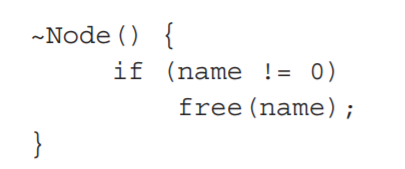 ~Node() {
if (name != 0)
free(name);
}